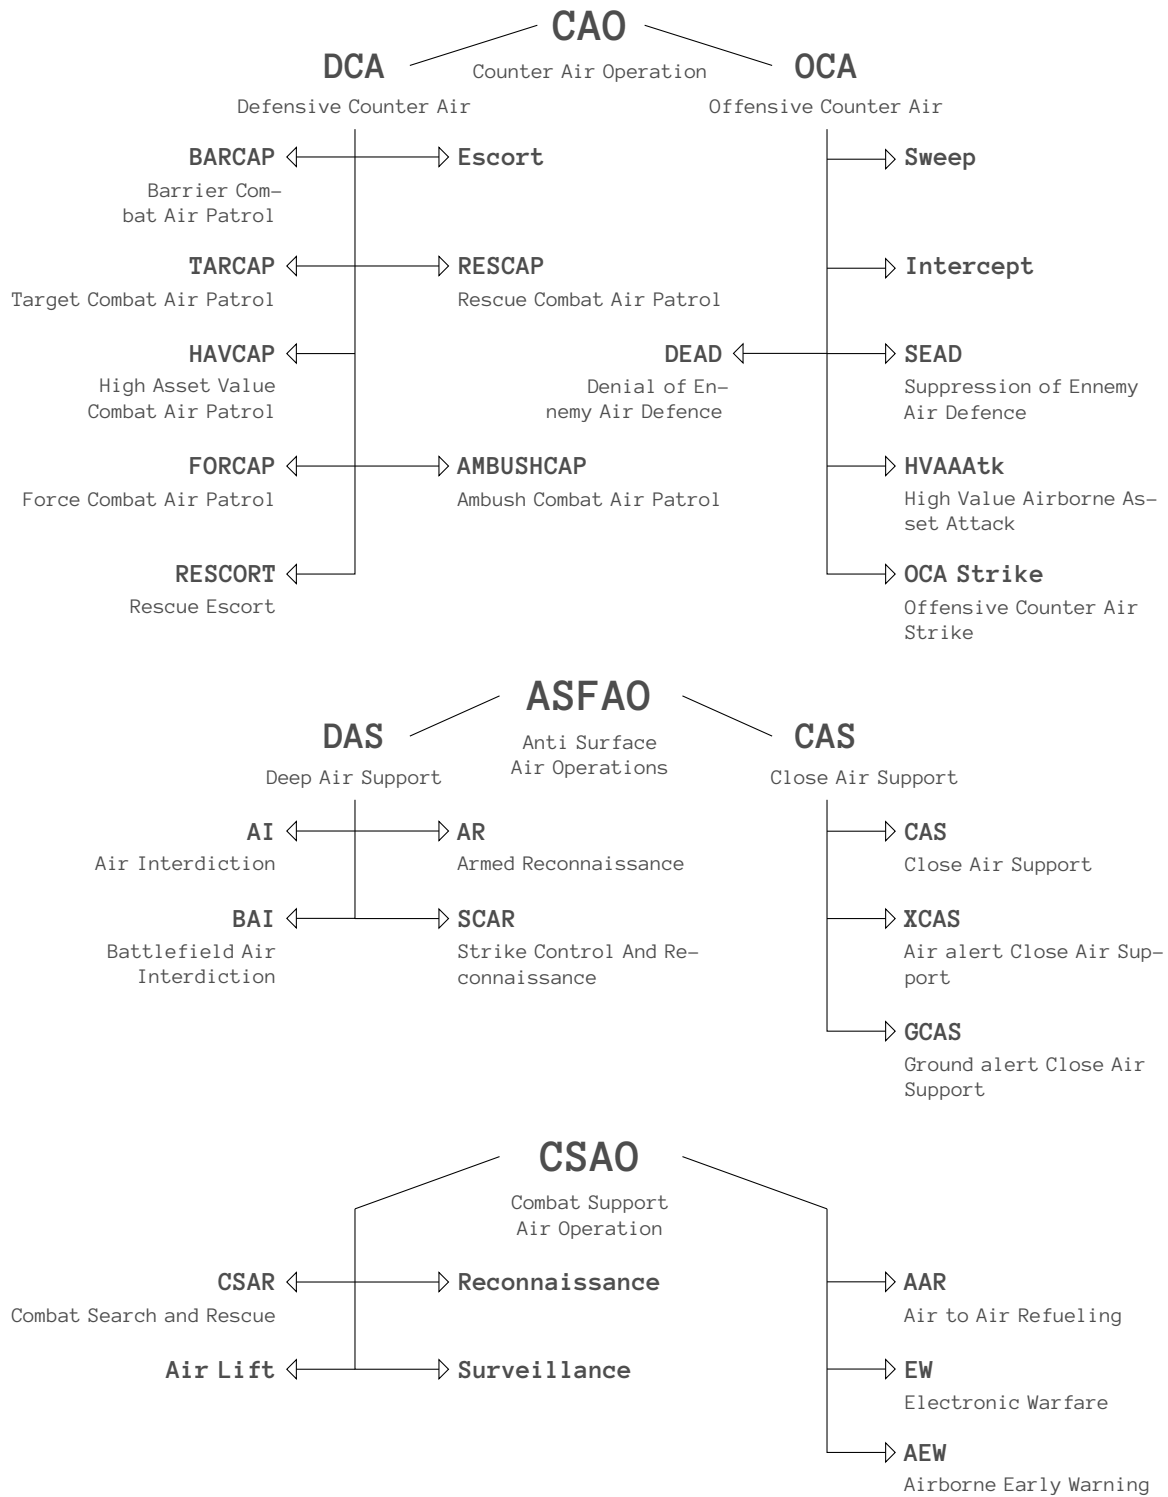 CAO
Counter Air Operation
DCA
Defensive Counter Air
OCA
Offensive Counter Air
BARCAP
Barrier Com-
bat Air Patrol
Escort
TARCAP
Target Combat Air Patrol
RESCAP
Rescue Combat Air Patrol
HAVCAP
High Asset Value
Combat Air Patrol
FORCAP
Force Combat Air Patrol
AMBUSHCAP
Ambush Combat Air Patrol
RESCORT
Rescue Escort
Sweep
Intercept
DEAD
Denial of En-
nemy Air Defence
SEAD
Suppression of Ennemy
Air Defence
HVAAAtk
High Value Airborne As-
set Attack
OCA Strike
Offensive Counter Air
Strike
ASFAO
Anti Surface
Air Operations
DAS
Deep Air Support
CAS
Close Air Support
AI
Air Interdiction
AR
Armed Reconnaissance
BAI
Battlefield Air
Interdiction
SCAR
Strike Control And Re-
connaissance
CAS
Close Air Support
XCAS
Air alert Close Air Sup-
port
GCAS
Ground alert Close Air
Support
CSAO
Combat Support
Air Operation
CSAR
Combat Search and Rescue
Reconnaissance
Air Lift
Surveillance
AAR
Air to Air Refueling
EW
Electronic Warfare
AEW
Airborne Early Warning